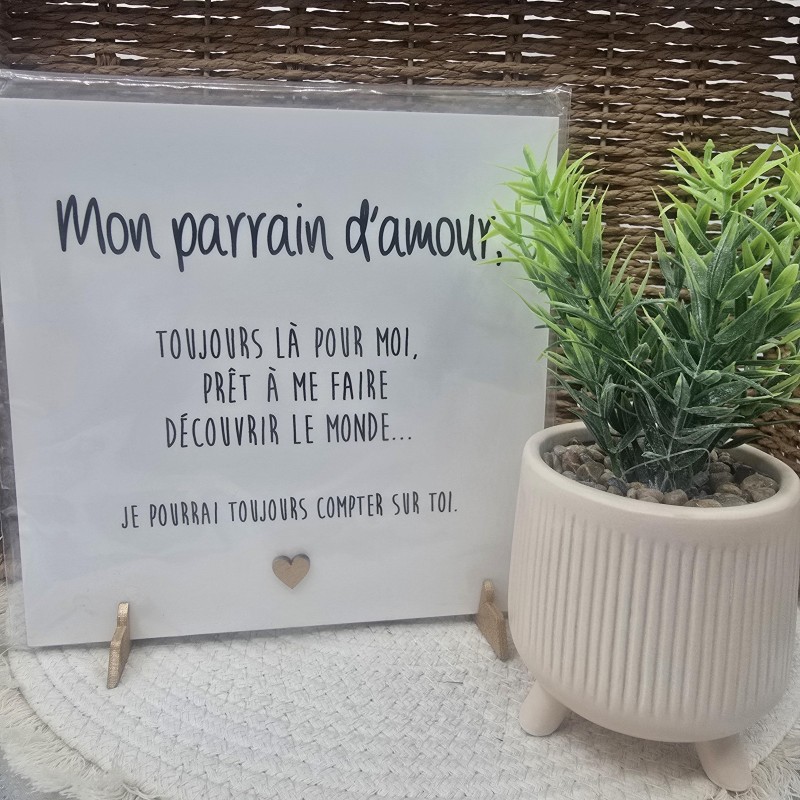 Mon parrain d'amour,
TOUJOURS LÀ POUR MOI,
PRÊT À ME FAIRE
DÉCOUVRIR LE MONDE...
JE POURRAI TOUJOURS COMPTER SUR TOI.